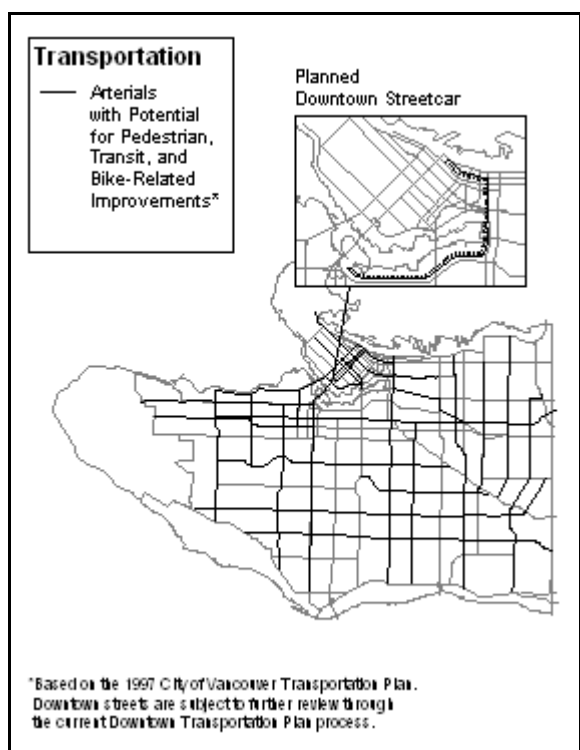 Transportation
Arterials
with Potential
for Pedestrian,
Transit, and
Bike-Related
Improvements*
Planned
Downtown Streetcar
*Based on the 1997 City of Vancouver Transportation Plan.
Downtown streets are subject to further review through
the current Downtown Transportation Plan process.